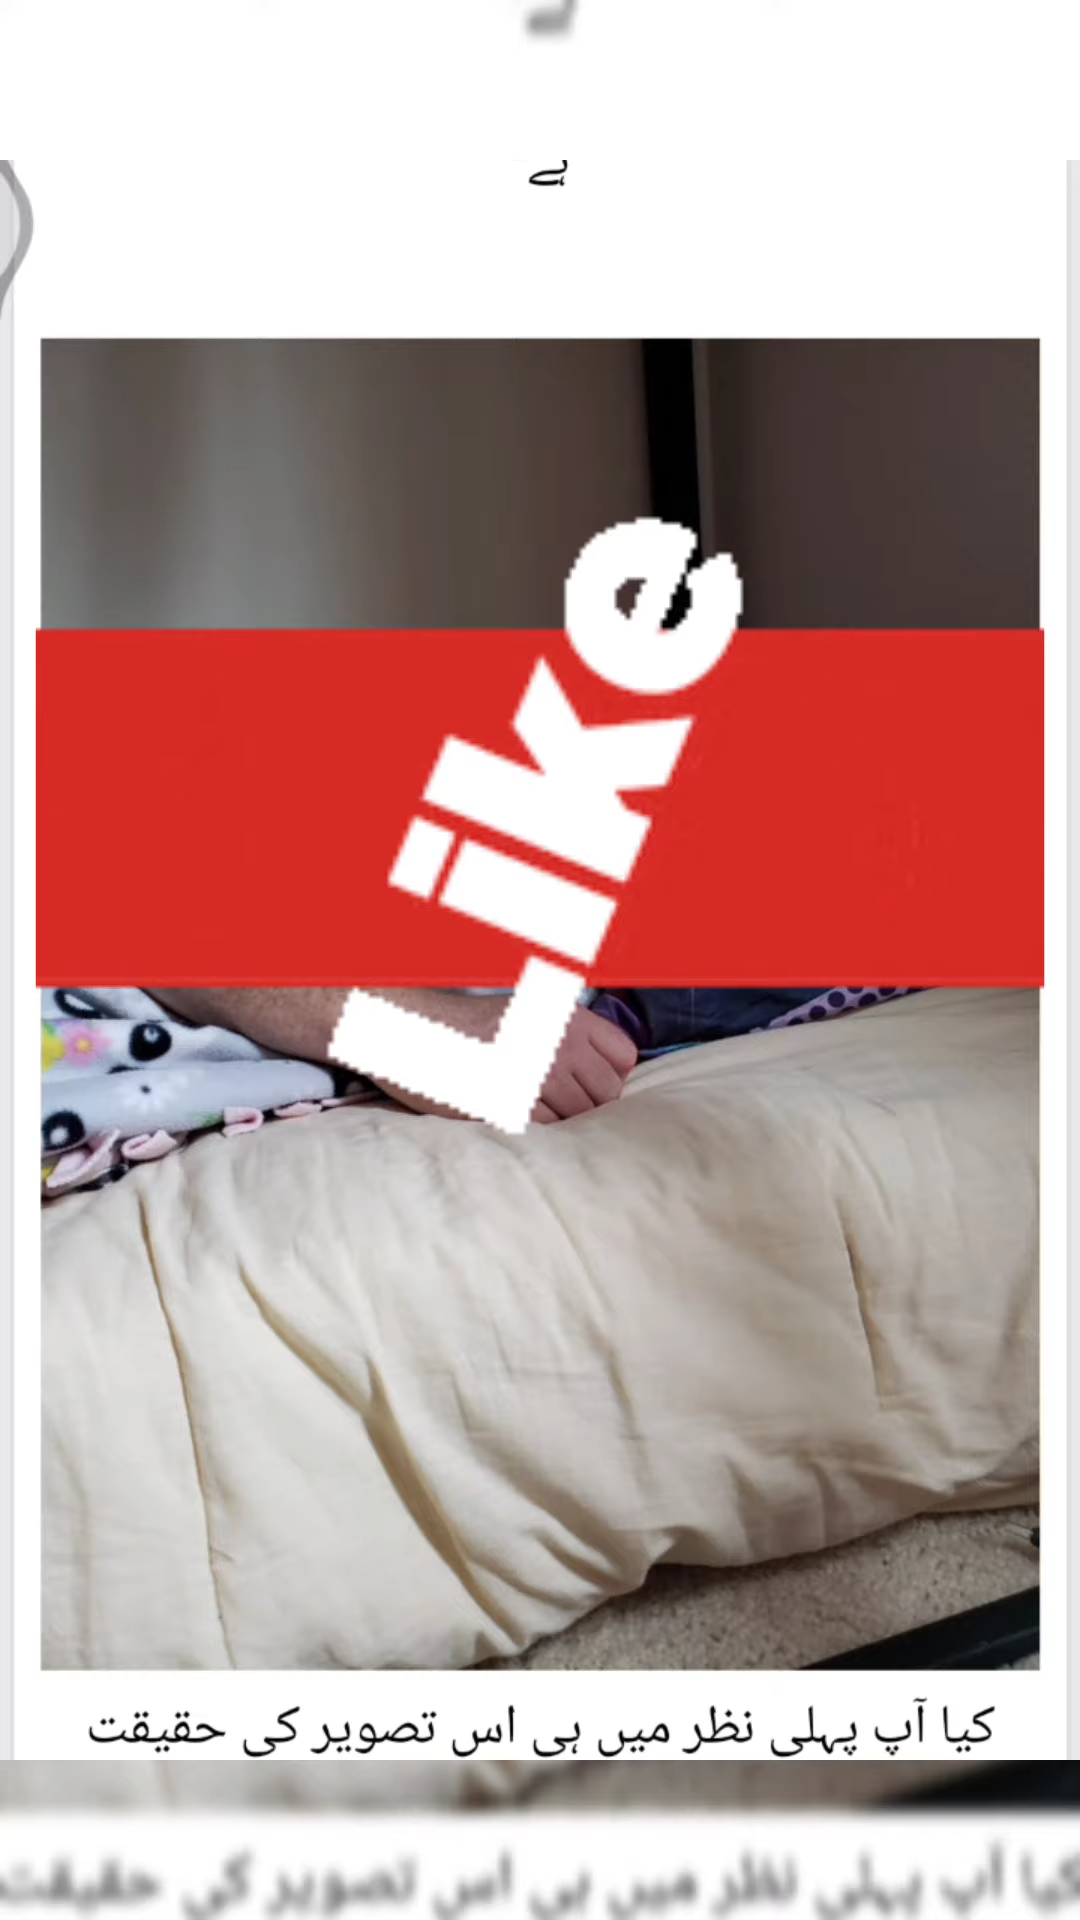 ہے
Like
کیا آپ پہلی نظر میں ہی اس تصویر کی حقیقت
کیا آپ پہلی نظر میں ہی اس تصویر کی حقیقت